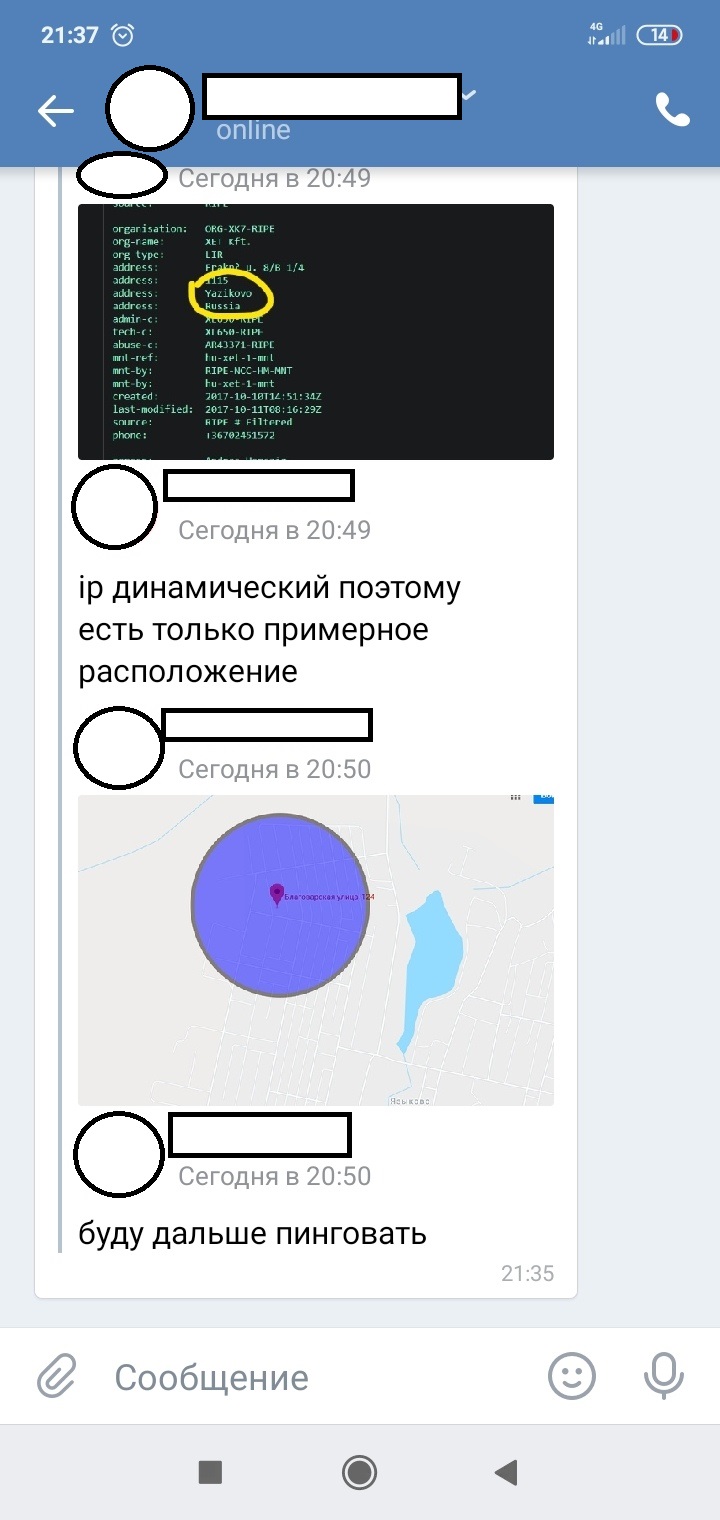 21:37
4G
14
online
Сегодня в 20:49
organisation: ORG-XK7-RIPE
org-name: XET Kft.
org type: LIR
address: 8/B 1/4
address: 1115
address: Yazikovo
address: Russia
admin-c: XL650-RIPE
tech-c: XL650-RIPE
abuse-c: AR43371-RIPE
mnt-ref: hu-xet-1-mnt
mnt-by: RIPE-NCC-HM-MNT
mnt-by: hu-xet-1-mnt
created: 2017-10-10T14:51:34Z
last-modified: 2017-10-11T08:16:29Z
source: RIPE # Filtered
phone: +36702451572
Сегодня в 20:49
ip динамический поэтому
есть только примерное
расположение
Сегодня в 20:50
Благоварская улица, 124
Языково
Сегодня в 20:50
буду дальше пинговать
21:35
Сообщение